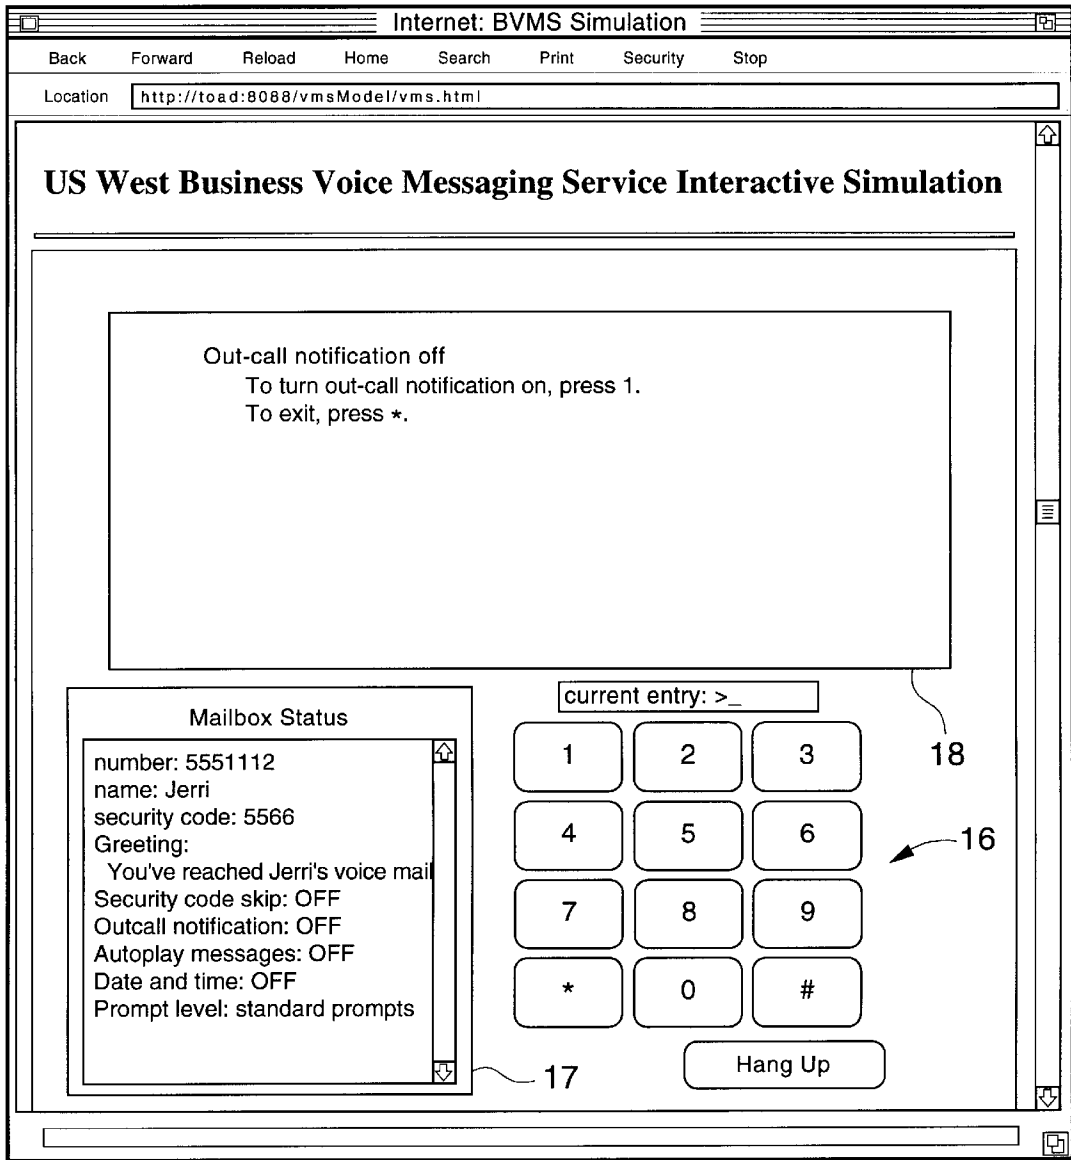 Internet: BVMS Simulation
Back Forward Reload Home Search Print Security Stop
Location http://toad:8088/vmsModel/vms.html
US West Business Voice Messaging Service Interactive Simulation
Out-call notification off
To turn out-call notification on, press 1.
To exit, press *.
18
Mailbox Status
number: 5551112
name: Jerri
security code: 5566
Greeting:
You've reached Jerri's voice mail
Security code skip: OFF
Outcall notification: OFF
Autoplay messages: OFF
Date and time: OFF
Prompt level: standard prompts
17
current entry: >_
1 2 3
4 5 6
7 8 9
* 0 #
16
Hang Up